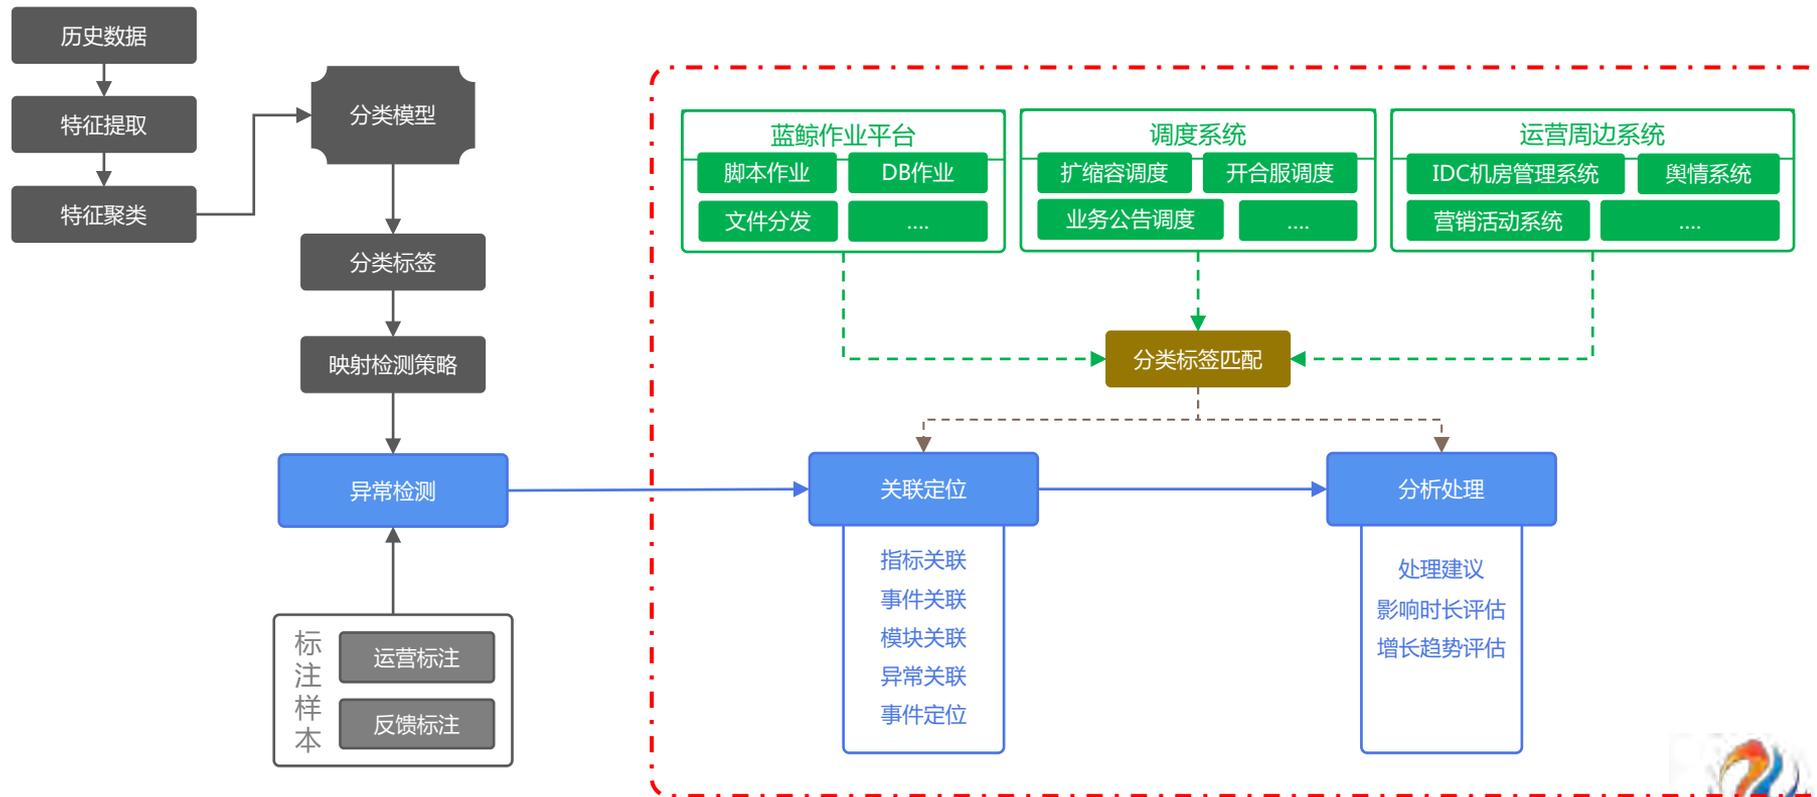 历史数据
特征提取
特征聚类
分类模型
分类标签
映射检测策略
异常检测
标注样本
运营标注
反馈标注
蓝鲸作业平台
脚本作业
DB作业
文件分发
....
调度系统
扩缩容调度
开合服调度
业务公告调度
....
运营周边系统
IDC机房管理系统
舆情系统
营销活动系统
....
分类标签匹配
关联定位
指标关联
事件关联
模块关联
异常关联
事件定位
分析处理
处理建议
影响时长评估
增长趋势评估